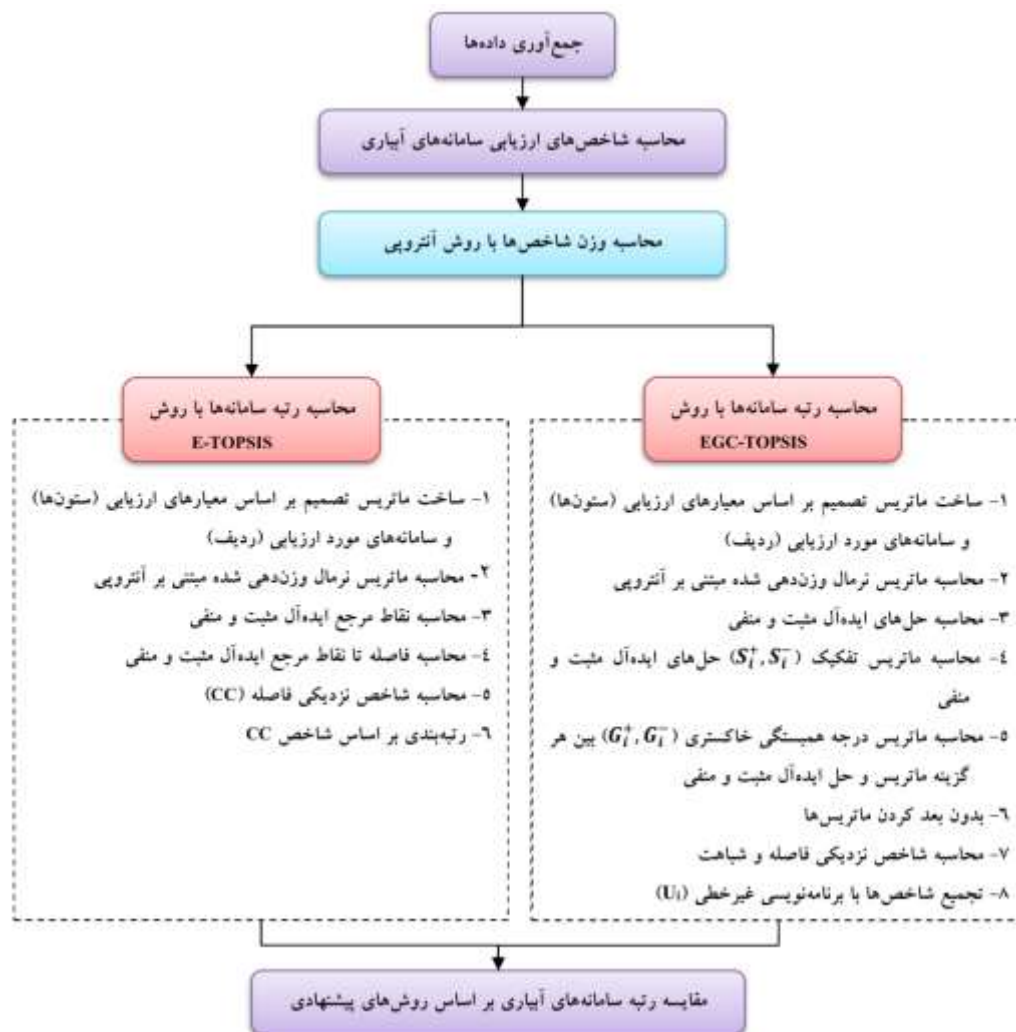 جمع‌آوری داده‌ها
محاسبه شاخص‌های ارزیابی سامانه‌های آبیاری
محاسبه وزن شاخص‌ها با روش آنتروپی
محاسبه رتبه سامانه‌ها با روش
EGC-TOPSIS
۱- ساخت ماتریس تصمیم بر اساس معیارهای ارزیابی (ستون‌ها)
و سامانه‌های مورد ارزیابی (ردیف)
۲- محاسبه ماتریس نرمال وزن‌دهی شده مبتنی بر آنتروپی
۳- محاسبه حل‌های ایده‌آل مثبت و منفی
٤- محاسبه ماتریس تفکیک (S_i^+, S_i^-) حل‌های ایده‌آل مثبت و
منفی
٥- محاسبه ماتریس درجه همبستگی خاکستری (G_i^+, G_i^-) بین هر
گزینه ماتریس و حل ایده‌آل مثبت و منفی
٦- بدون بعد کردن ماتریس‌ها
۷- محاسبه شاخص نزدیکی فاصله و شباهت
۸- تجمیع شاخص‌ها با برنامه‌نویسی غیرخطی (Ui)
محاسبه رتبه سامانه‌ها با روش
E-TOPSIS
۱- ساخت ماتریس تصمیم بر اساس معیارهای ارزیابی (ستون‌ها)
و سامانه‌های مورد ارزیابی (ردیف)
۲- محاسبه ماتریس نرمال وزن‌دهی شده مبتنی بر آنتروپی
۳- محاسبه نقاط مرجع ایده‌آل مثبت و منفی
٤- محاسبه فاصله تا نقاط مرجع ایده‌آل مثبت و منفی
٥- محاسبه شاخص نزدیکی فاصله (CC)
٦- رتبه‌بندی بر اساس شاخص CC
مقایسه رتبه سامانه‌های آبیاری بر اساس روش‌های پیشنهادی